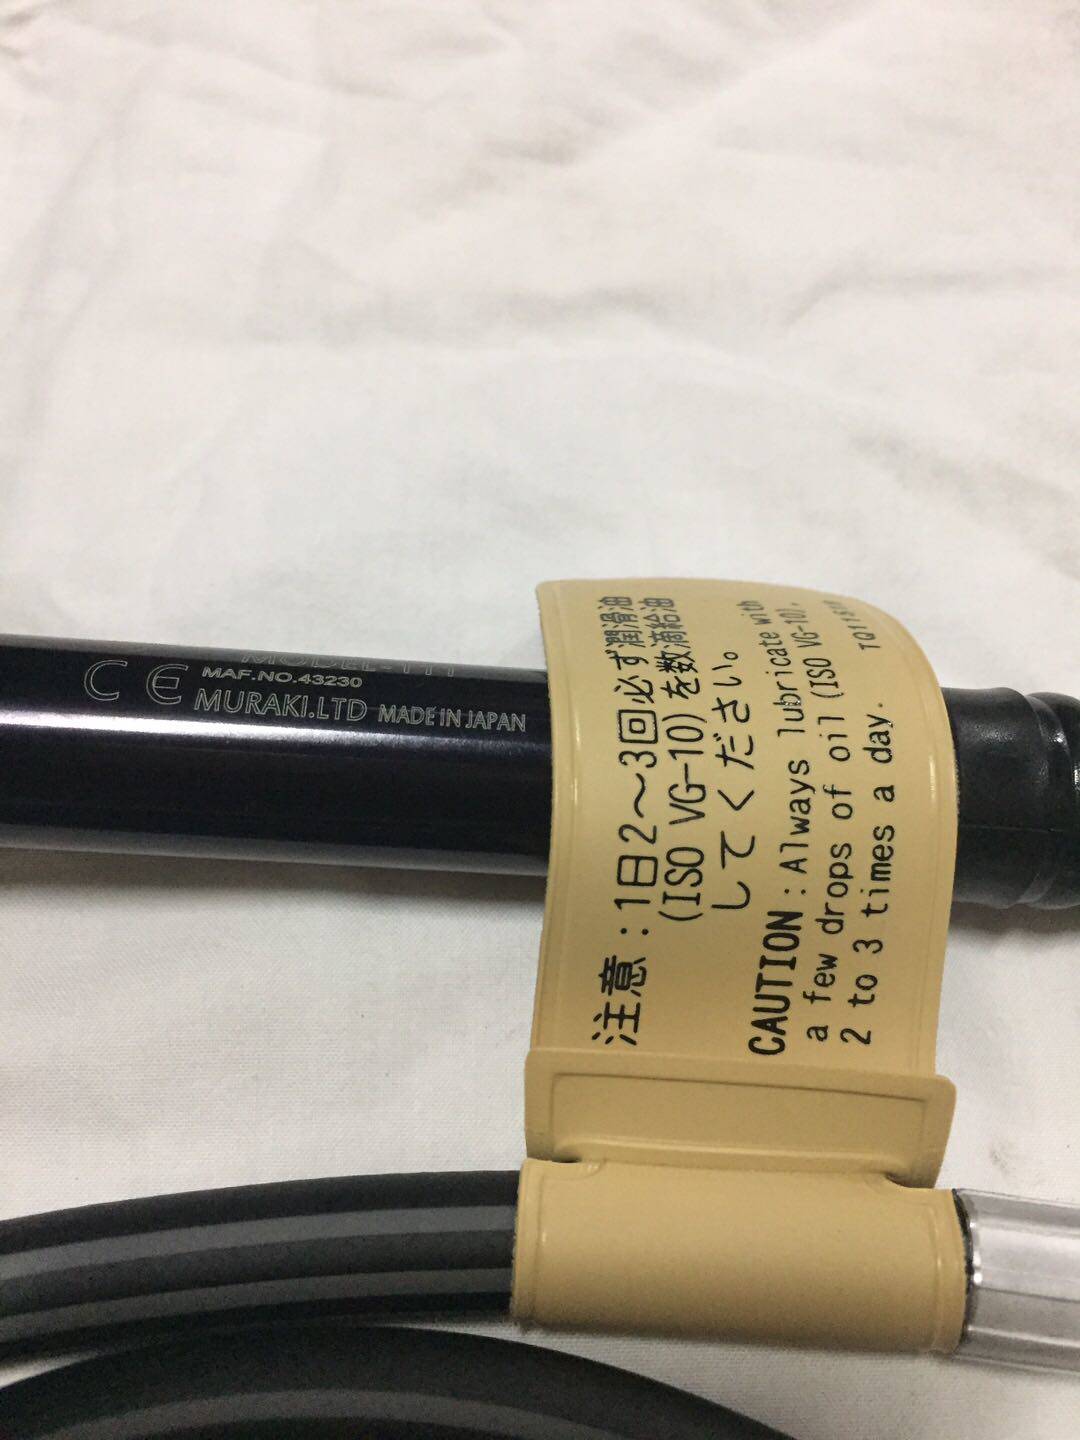 CE
MAF.NO.43230
MURAKI.LTD MADE IN JAPAN
注意：1日2～3回必ず潤滑油
(ISO VG-10)を数滴給油
してください。
CAUTION:Always lubricate with
a few drops of oil (ISO VG-10).
2 to 3 times a day.